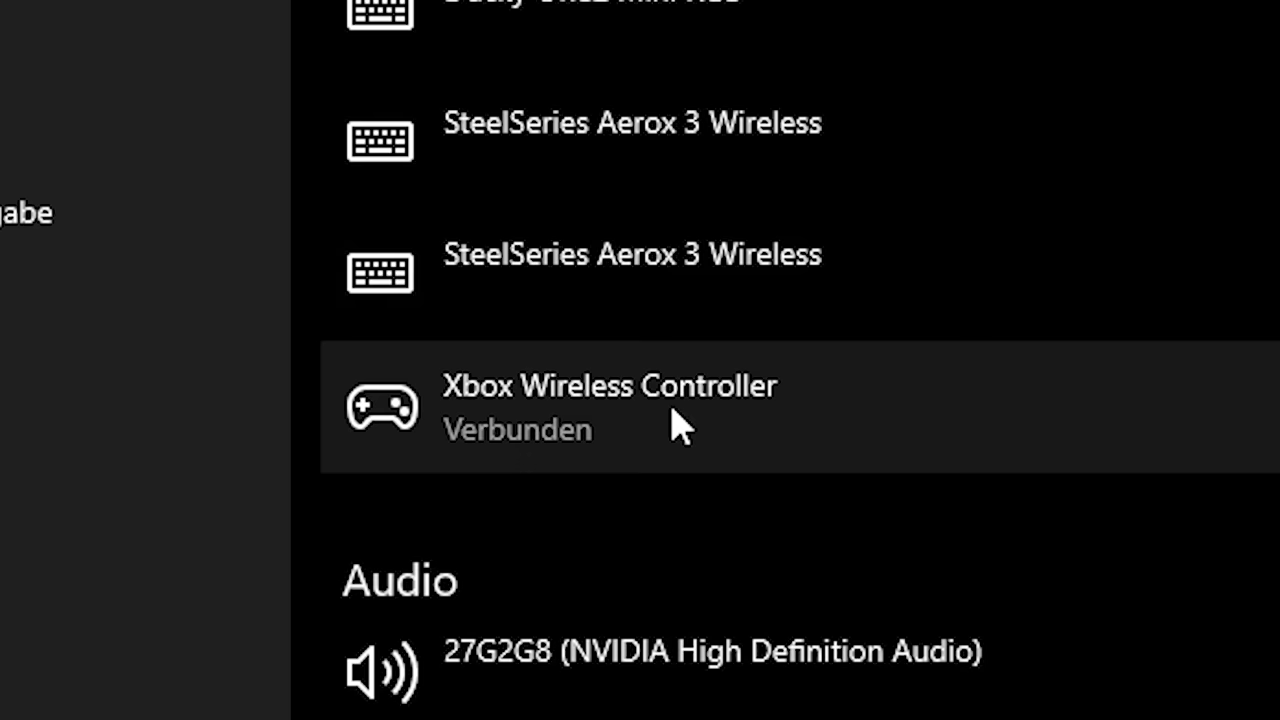 SteelSeries Aerox 3 Wireless
gabe
SteelSeries Aerox 3 Wireless
Xbox Wireless Controller
Verbunden
Audio
27G2G8 (NVIDIA High Definition Audio)